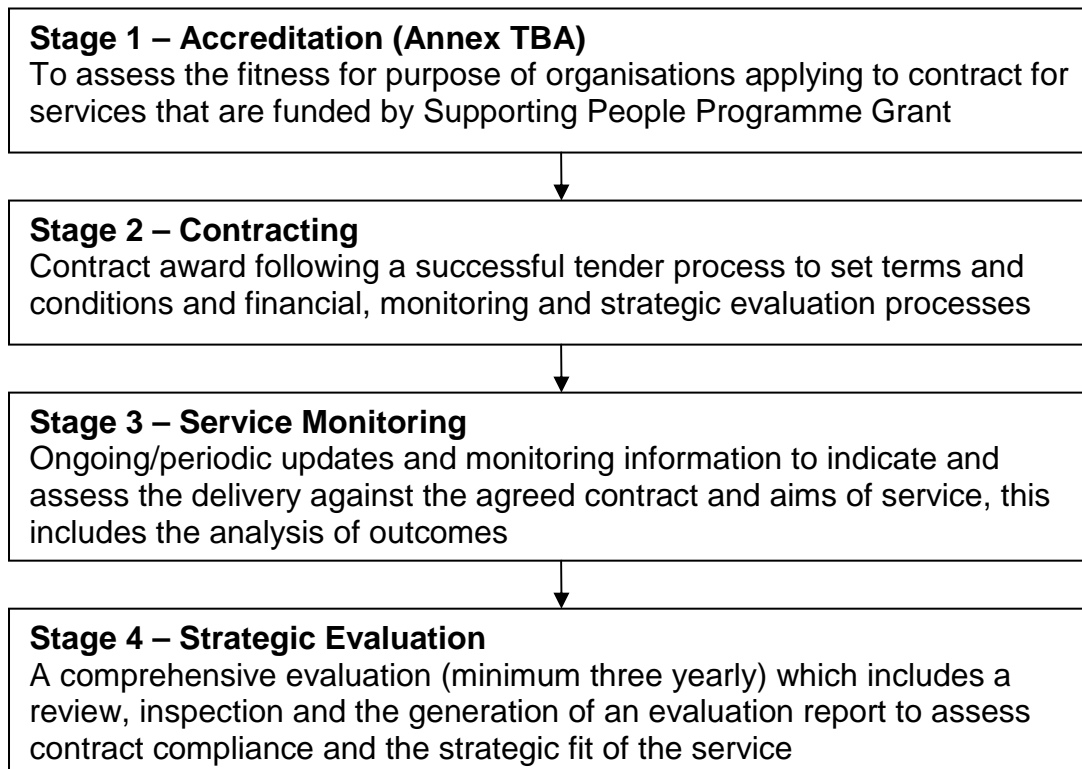 Stage 1 – Accreditation (Annex TBA)
To assess the fitness for purpose of organisations applying to contract for
services that are funded by Supporting People Programme Grant
Stage 2 – Contracting
Contract award following a successful tender process to set terms and
conditions and financial, monitoring and strategic evaluation processes
Stage 3 – Service Monitoring
Ongoing/periodic updates and monitoring information to indicate and
assess the delivery against the agreed contract and aims of service, this
includes the analysis of outcomes
Stage 4 – Strategic Evaluation
A comprehensive evaluation (minimum three yearly) which includes a
review, inspection and the generation of an evaluation report to assess
contract compliance and the strategic fit of the service